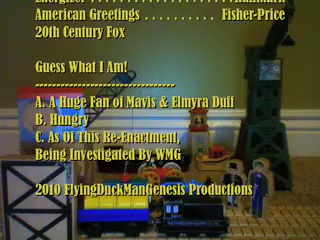 American Greetings . . . . . . . . . . Fisher-Price
20th Century Fox
Guess What I Am!
--------------------------------
A. A Huge Fan of Mavis & Elmyra Duff
B. Hungry
C. As Of This Re-Enactment,
Being Investigated By WMG
2010 FlyingDuckManGenesis Productions